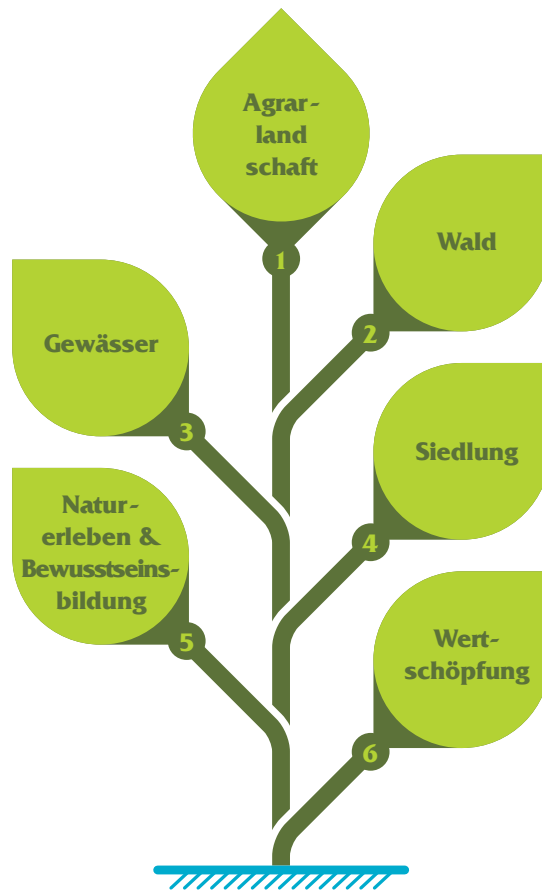 Agrar-
land
schaft
1
Wald
2
Gewässer
3
Siedlung
4
Natur-
erleben &
Bewusstseins-
bildung
5
Wert-
schöpfung
6